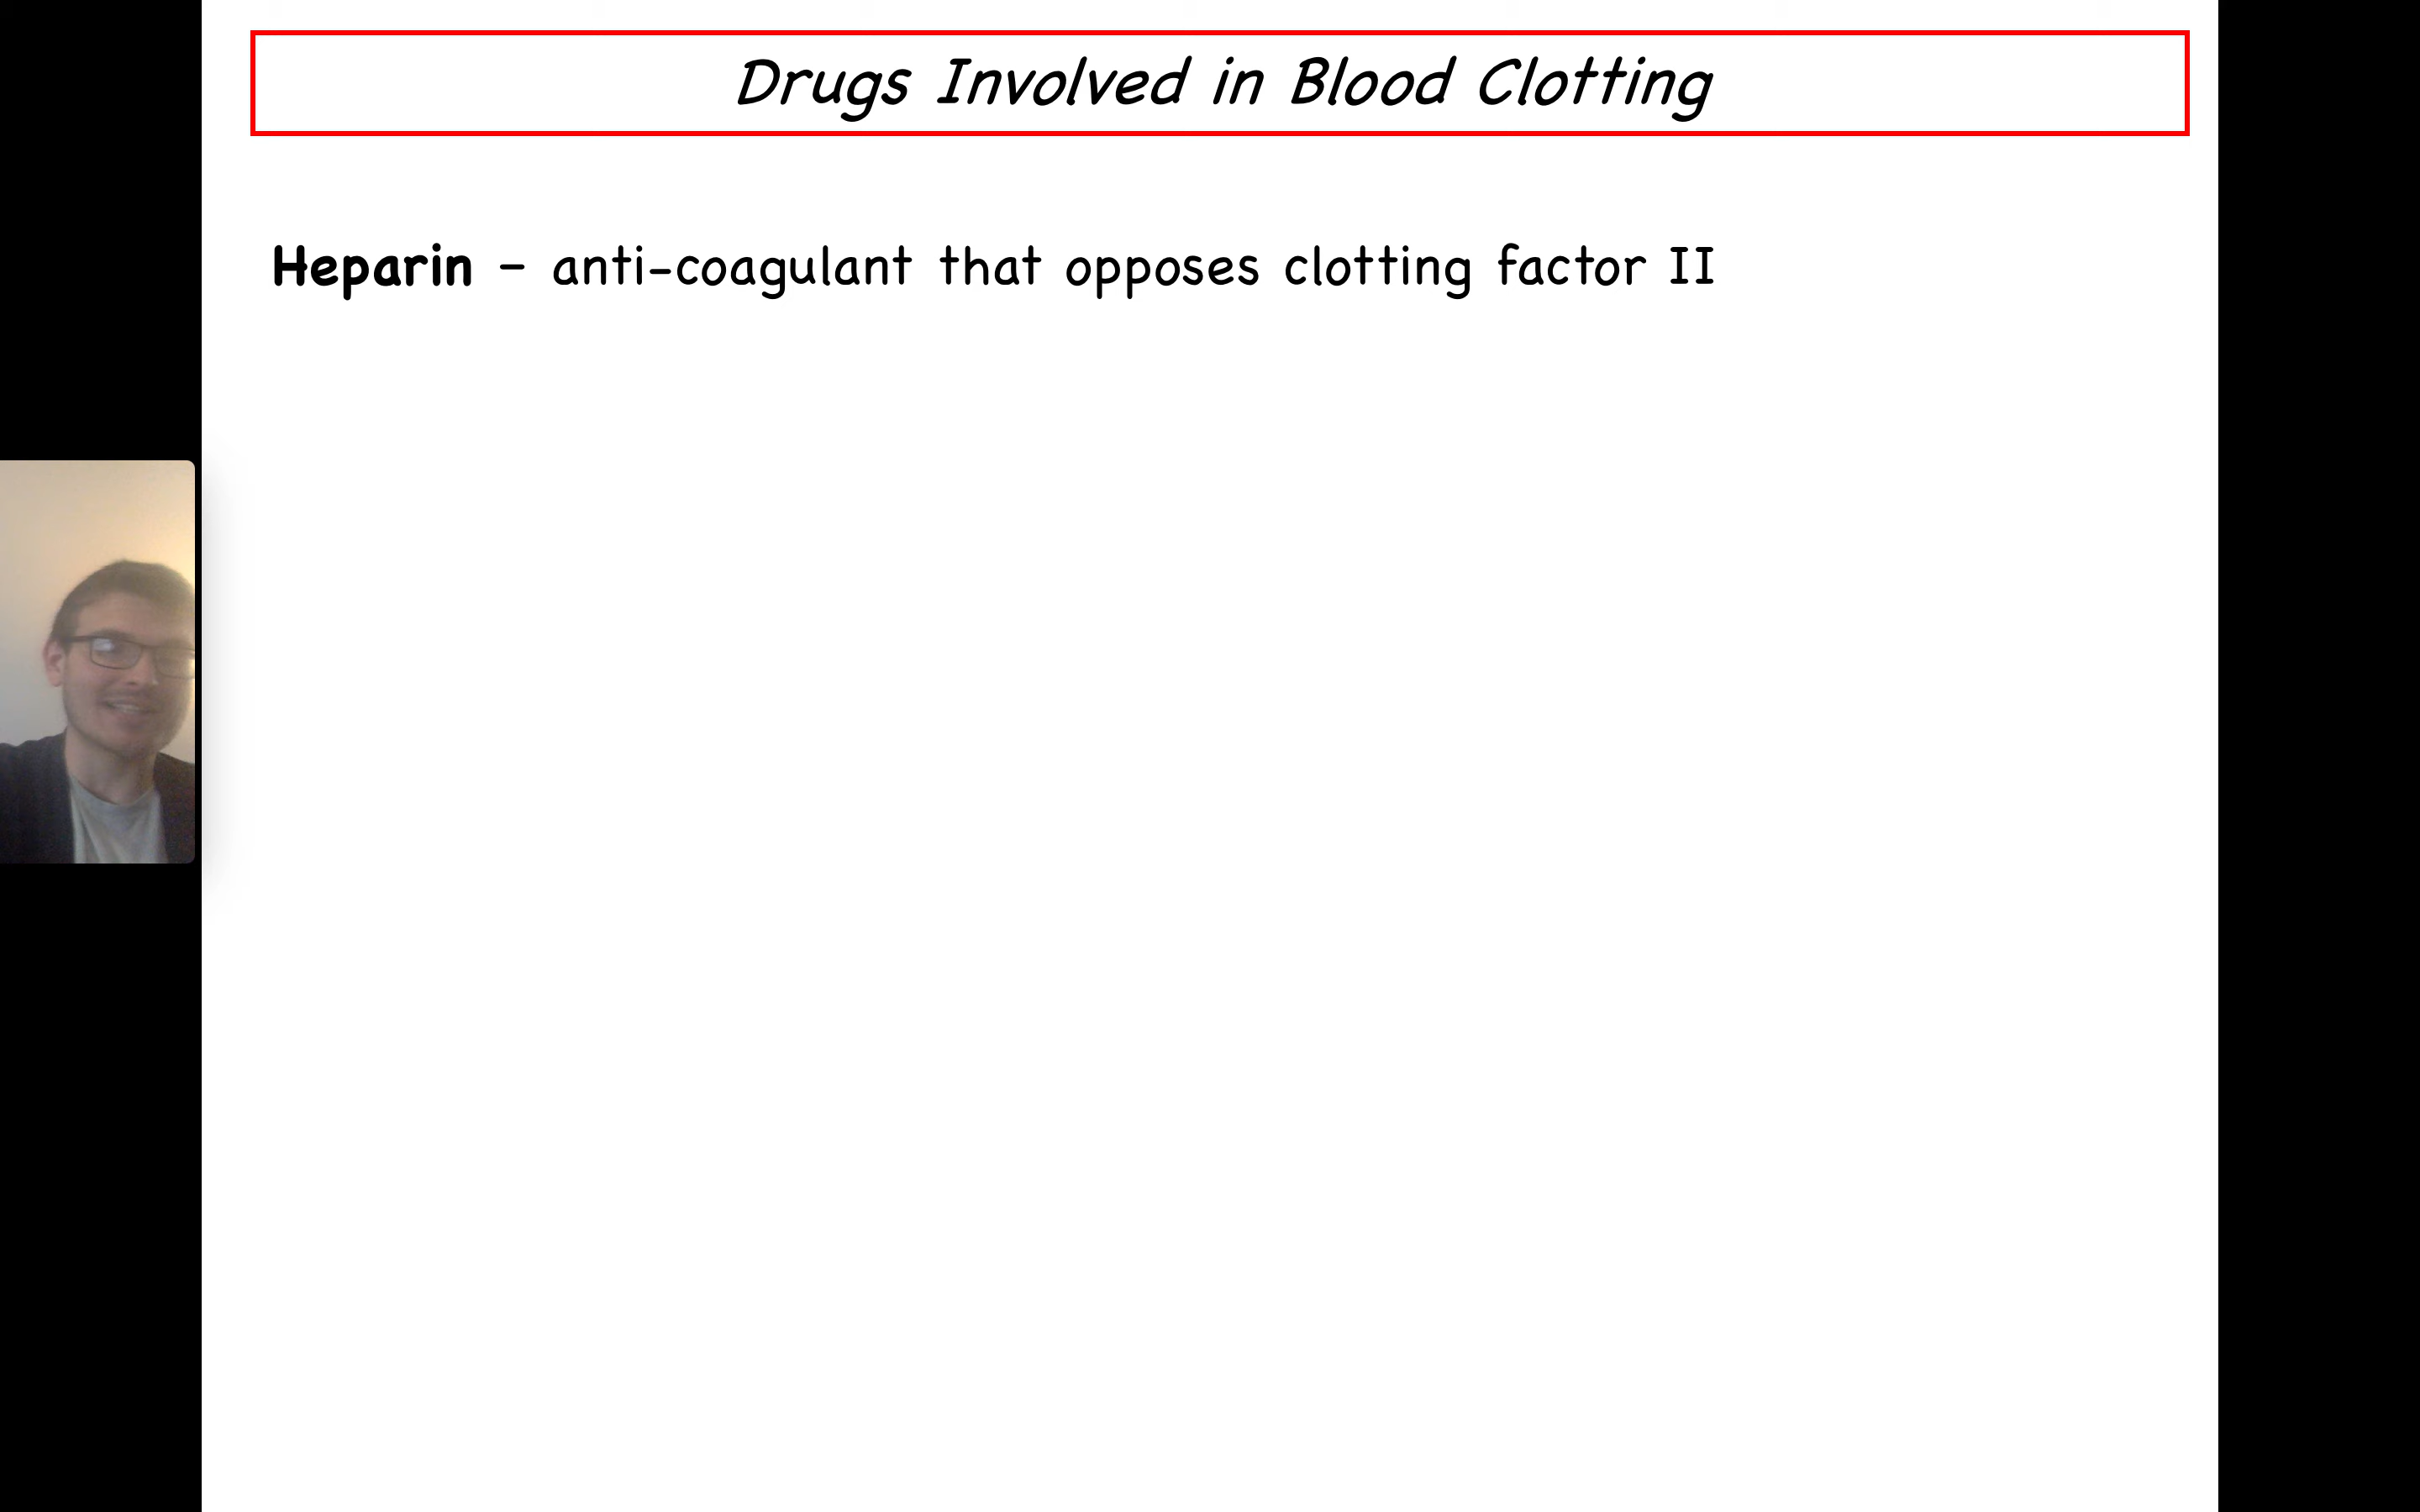 Drugs Involved in Blood Clotting
Heparin – anti-coagulant that opposes clotting factor II